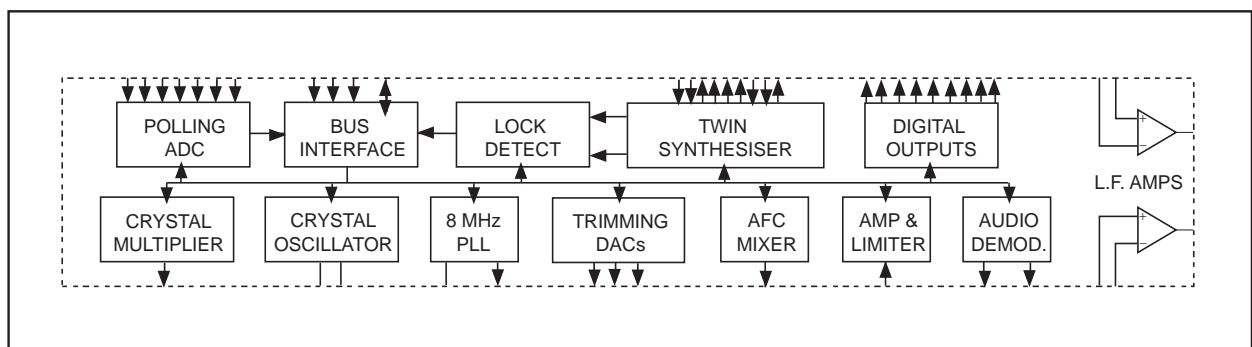 POLLING
ADC
BUS
INTERFACE
LOCK
DETECT
TWIN
SYNTHESISER
DIGITAL
OUTPUTS
+
−
L.F. AMPS
CRYSTAL
MULTIPLIER
CRYSTAL
OSCILLATOR
8 MHz
PLL
TRIMMING
DACs
AFC
MIXER
AMP &
LIMITER
AUDIO
DEMOD.
+
−